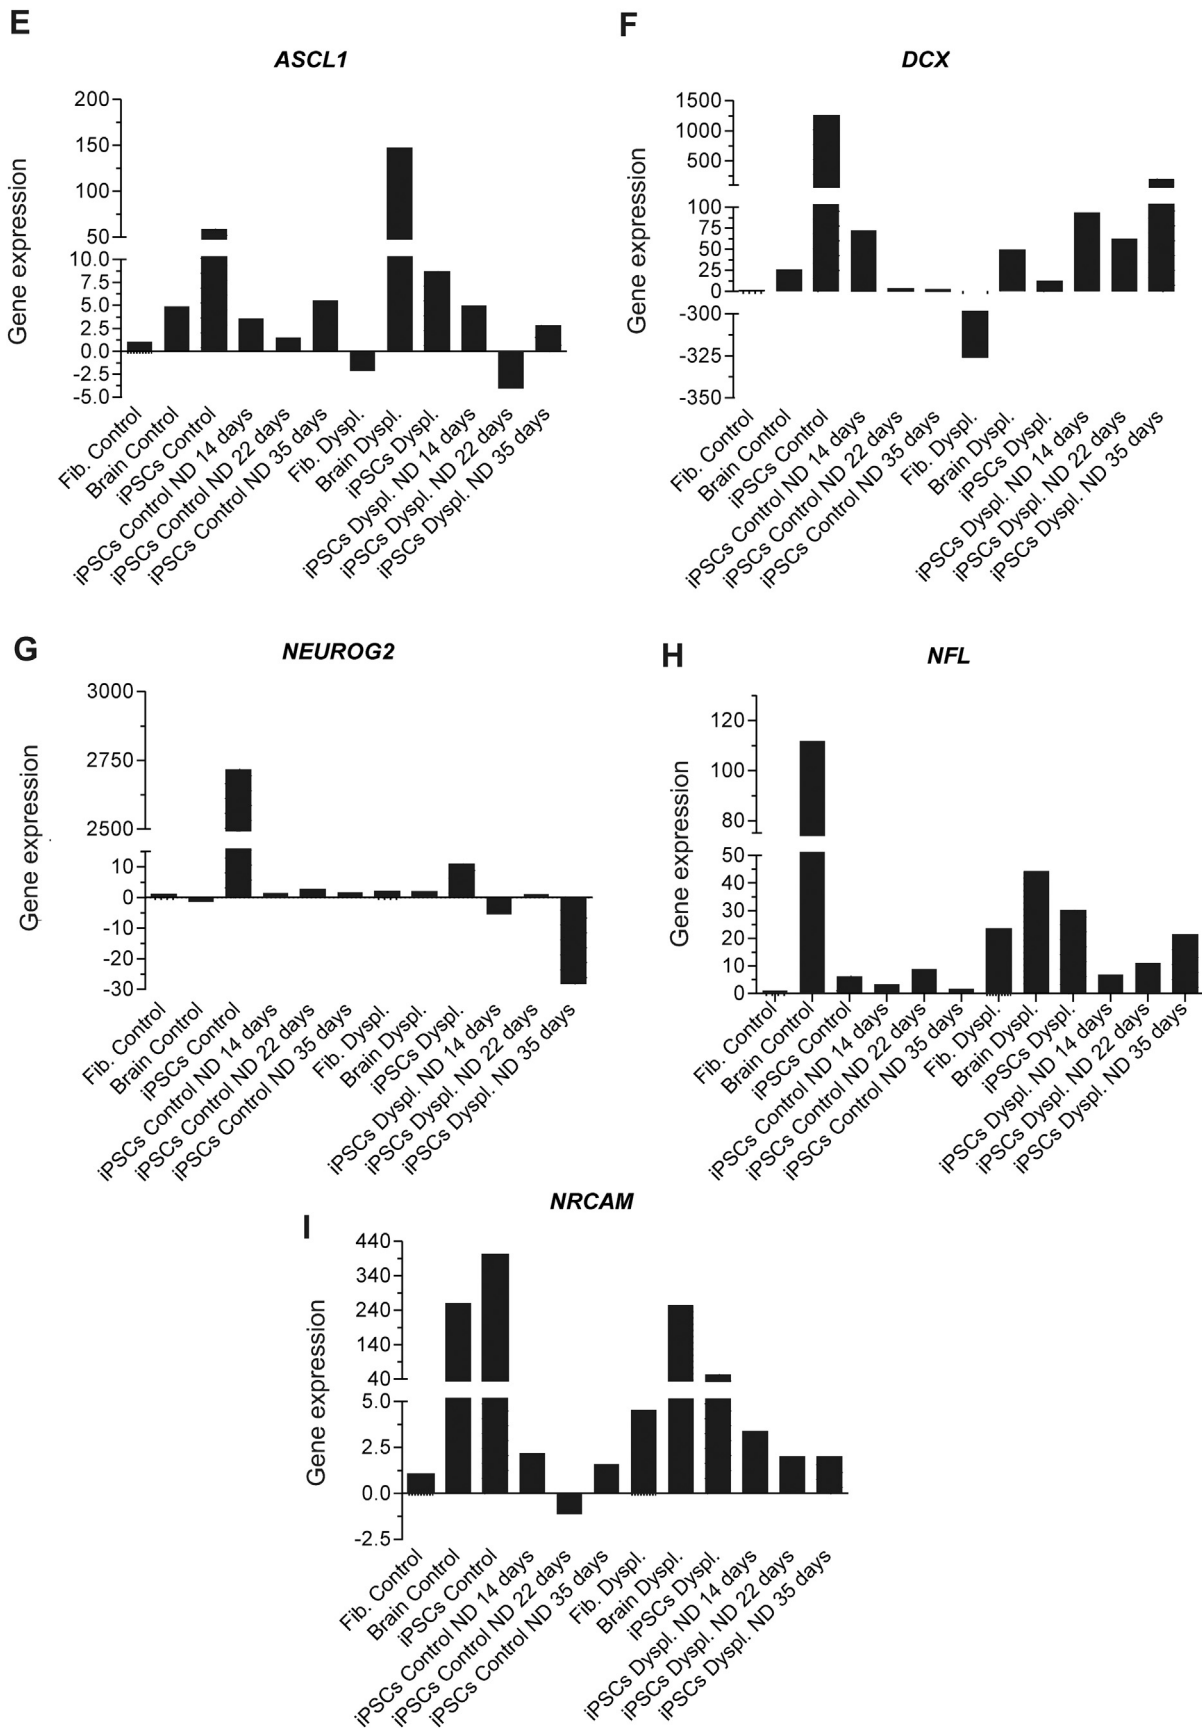 E
ASCL1
Gene expression
200
150
100
50
10.0
7.5
5.0
2.5
0.0
-2.5
-5.0
Fib. Control
Brain Control
iPSCs Control
iPSCs Control ND 14 days
iPSCs Control ND 22 days
iPSCs Control ND 35 days
Fib. Dyspl.
Brain Dyspl.
iPSCs Dyspl.
iPSCs Dyspl. ND 14 days
iPSCs Dyspl. ND 22 days
iPSCs Dyspl. ND 35 days
F
DCX
Gene expression
1500
1000
500
100
75
50
25
0
-300
-325
-350
Fib. Control
Brain Control
iPSCs Control
iPSCs Control ND 14 days
iPSCs Control ND 22 days
iPSCs Control ND 35 days
Fib. Dyspl.
Brain Dyspl.
iPSCs Dyspl.
iPSCs Dyspl. ND 14 days
iPSCs Dyspl. ND 22 days
iPSCs Dyspl. ND 35 days
G
NEUROG2
Gene expression
3000
2750
2500
10
0
-10
-20
-30
Fib. Control
Brain Control
iPSCs Control
iPSCs Control ND 14 days
iPSCs Control ND 22 days
iPSCs Control ND 35 days
Fib. Dyspl.
Brain Dyspl.
iPSCs Dyspl.
iPSCs Dyspl. ND 14 days
iPSCs Dyspl. ND 22 days
iPSCs Dyspl. ND 35 days
H
NFL
Gene expression
120
100
80
50
40
30
20
10
0
Fib. Control
Brain Control
iPSCs Control
iPSCs Control ND 14 days
iPSCs Control ND 22 days
iPSCs Control ND 35 days
Fib. Dyspl.
Brain Dyspl.
iPSCs Dyspl.
iPSCs Dyspl. ND 14 days
iPSCs Dyspl. ND 22 days
iPSCs Dyspl. ND 35 days
I
NRCAM
Gene expression
440
340
240
140
40
5.0
2.5
0.0
-2.5
Fib. Control
Brain Control
iPSCs Control
iPSCs Control ND 14 days
iPSCs Control ND 22 days
iPSCs Control ND 35 days
Fib. Dyspl.
Brain Dyspl.
iPSCs Dyspl.
iPSCs Dyspl. ND 14 days
iPSCs Dyspl. ND 22 days
iPSCs Dyspl. ND 35 days